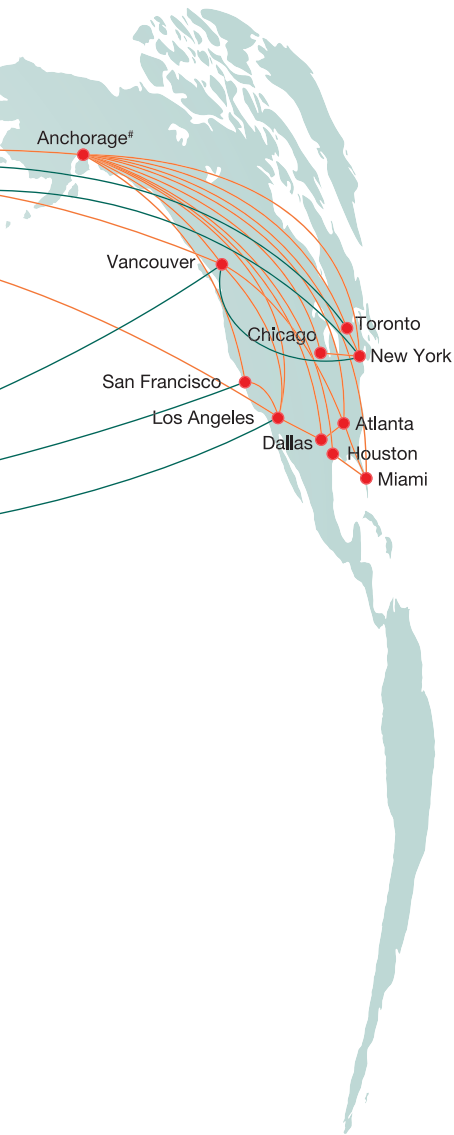 Anchorage#
Vancouver
Toronto
Chicago
New York
San Francisco
Los Angeles
Atlanta
Dallas
Houston
Miami